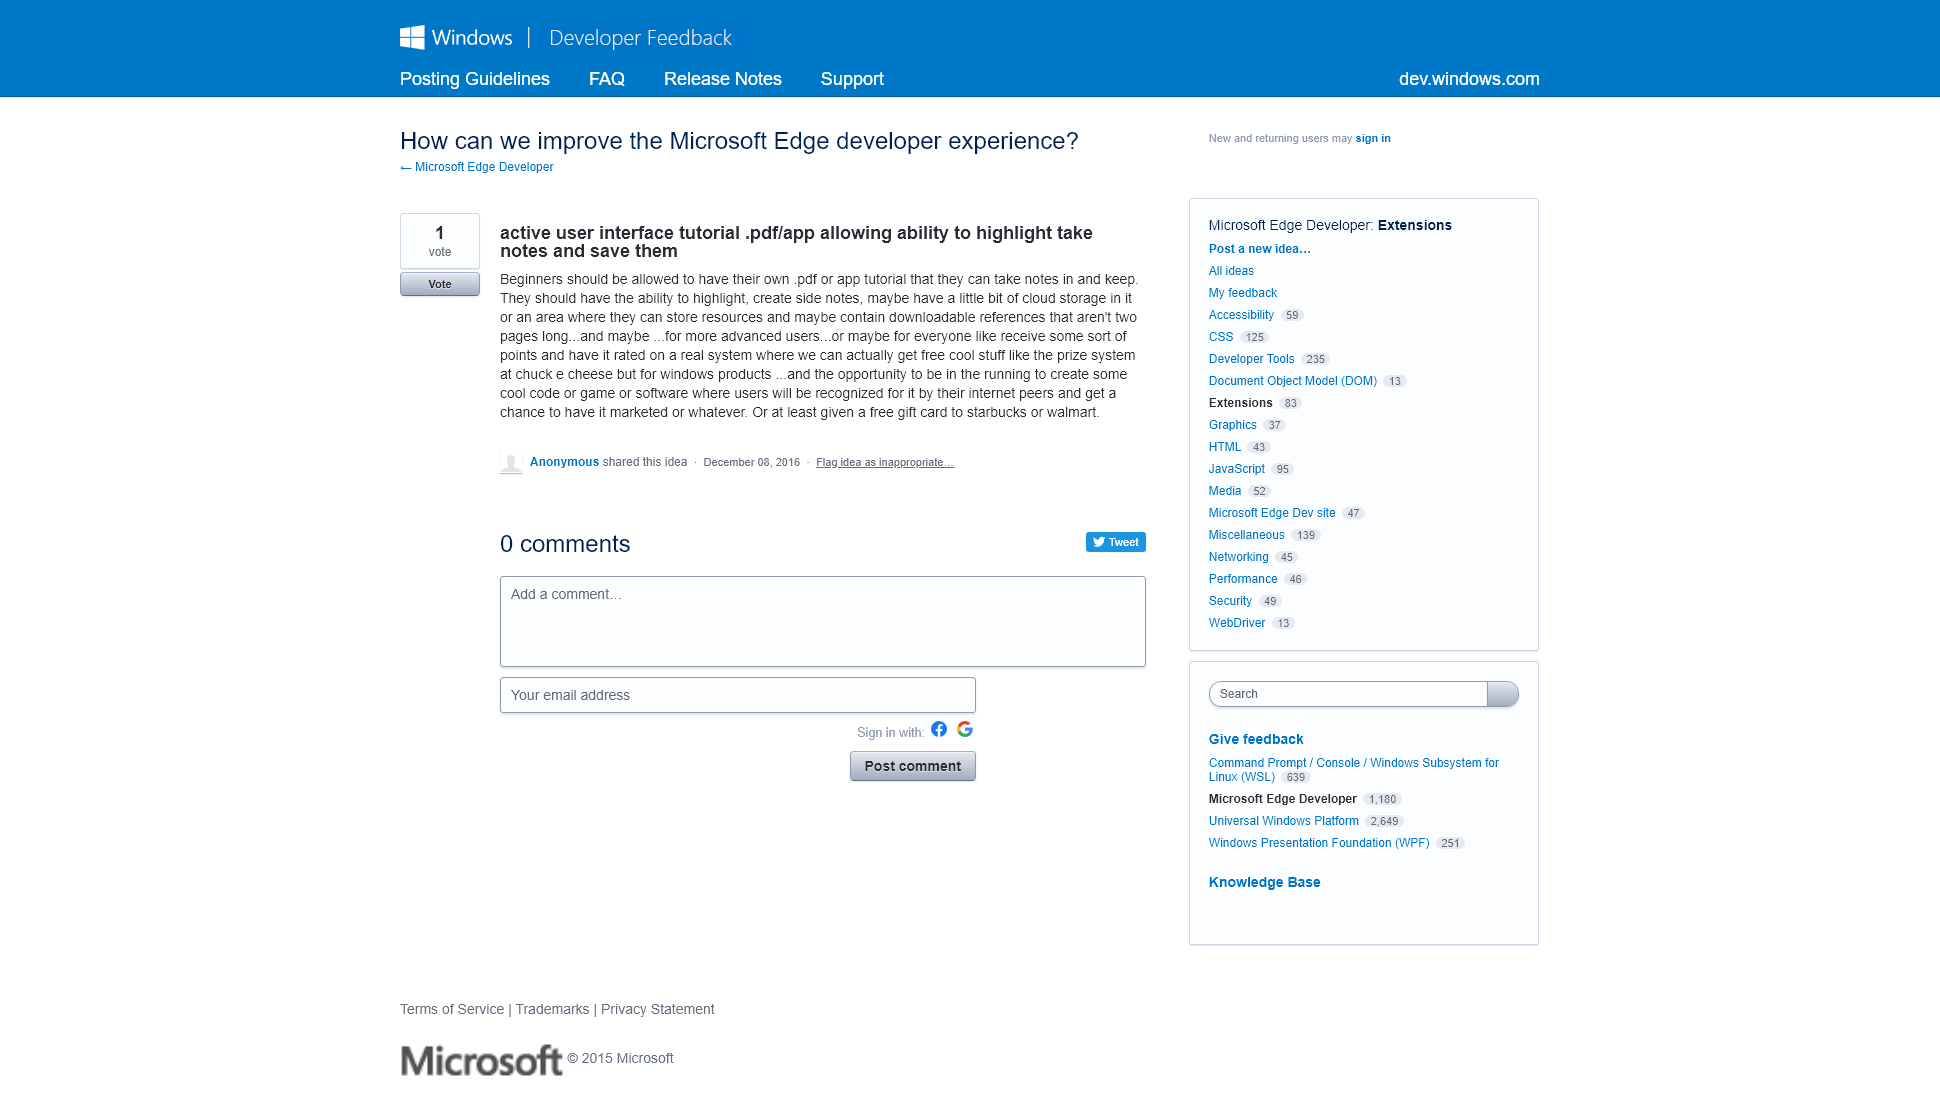 Windows | Developer Feedback
Posting Guidelines FAQ Release Notes Support dev.windows.com
How can we improve the Microsoft Edge developer experience?
← Microsoft Edge Developer
New and returning users may sign in
1
vote
Vote
active user interface tutorial .pdf/app allowing ability to highlight take
notes and save them
Beginners should be allowed to have their own .pdf or app tutorial that they can take notes in and keep.
They should have the ability to highlight, create side notes, maybe have a little bit of cloud storage in it
or an area where they can store resources and maybe contain downloadable references that aren't two
pages long...and maybe ...for more advanced users...or maybe for everyone like receive some sort of
points and have it rated on a real system where we can actually get free cool stuff like the prize system
at chuck e cheese but for windows products ...and the opportunity to be in the running to create some
cool code or game or software where users will be recognized for it by their internet peers and get a
chance to have it marketed or whatever. Or at least given a free gift card to starbucks or walmart.
Anonymous shared this idea · December 08, 2016 · Flag idea as inappropriate…
0 comments
Tweet
Add a comment…
Your email address
Sign in with:
Post comment
Microsoft Edge Developer: Extensions
Post a new idea…
All ideas
My feedback
Accessibility 59
CSS 125
Developer Tools 235
Document Object Model (DOM) 13
Extensions 83
Graphics 37
HTML 43
JavaScript 95
Media 52
Microsoft Edge Dev site 47
Miscellaneous 139
Networking 45
Performance 46
Security 49
WebDriver 13
Search
Give feedback
Command Prompt / Console / Windows Subsystem for
Linux (WSL) 639
Microsoft Edge Developer 1,180
Universal Windows Platform 2,649
Windows Presentation Foundation (WPF) 251
Knowledge Base
Terms of Service | Trademarks | Privacy Statement
Microsoft © 2015 Microsoft